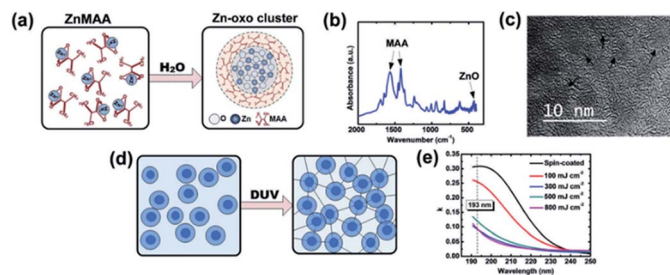 (a)
ZnMAA
Zn-oxo cluster
H₂O
O Zn MAA
(b)
Absorbance (a.u.)
MAA
ZnO
2000 1500 1000 500
Wavenumber (cm⁻¹)
(c)
10 nm
(d)
DUV
(e)
k
0.35
0.30
0.25
0.20
0.15
0.10
0.05
0.00
193 nm
Spin-coated
100 mJ cm⁻²
300 mJ cm⁻²
500 mJ cm⁻²
800 mJ cm⁻²
190 200 210 220 230 240 250
Wavelength (nm)